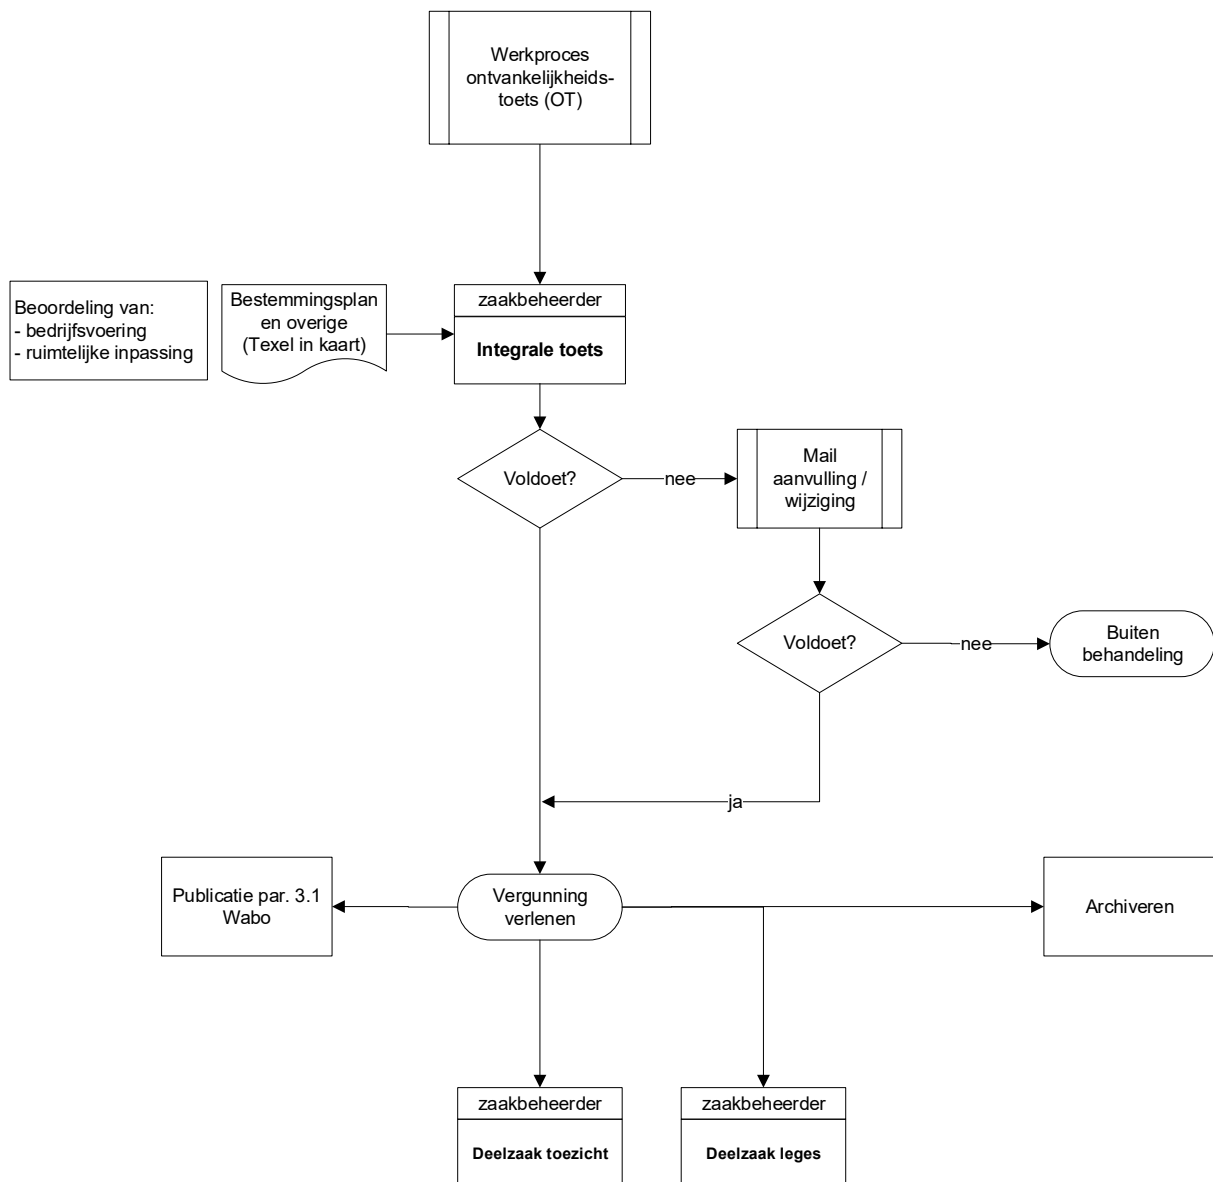 Werkproces
ontvankelijkheids-
toets (OT)
Beoordeling van:
- bedrijfsvoering
- ruimtelijke inpassing
Bestemmingsplan
en overige
(Texel in kaart)
zaakbeheerder
Integrale toets
Voldoet?
nee
Mail
aanvulling /
wijziging
Voldoet?
nee
Buiten
behandeling
ja
Publicatie par. 3.1
Wabo
Vergunning
verlenen
Archiveren
zaakbeheerder
Deelzaak toezicht
zaakbeheerder
Deelzaak leges